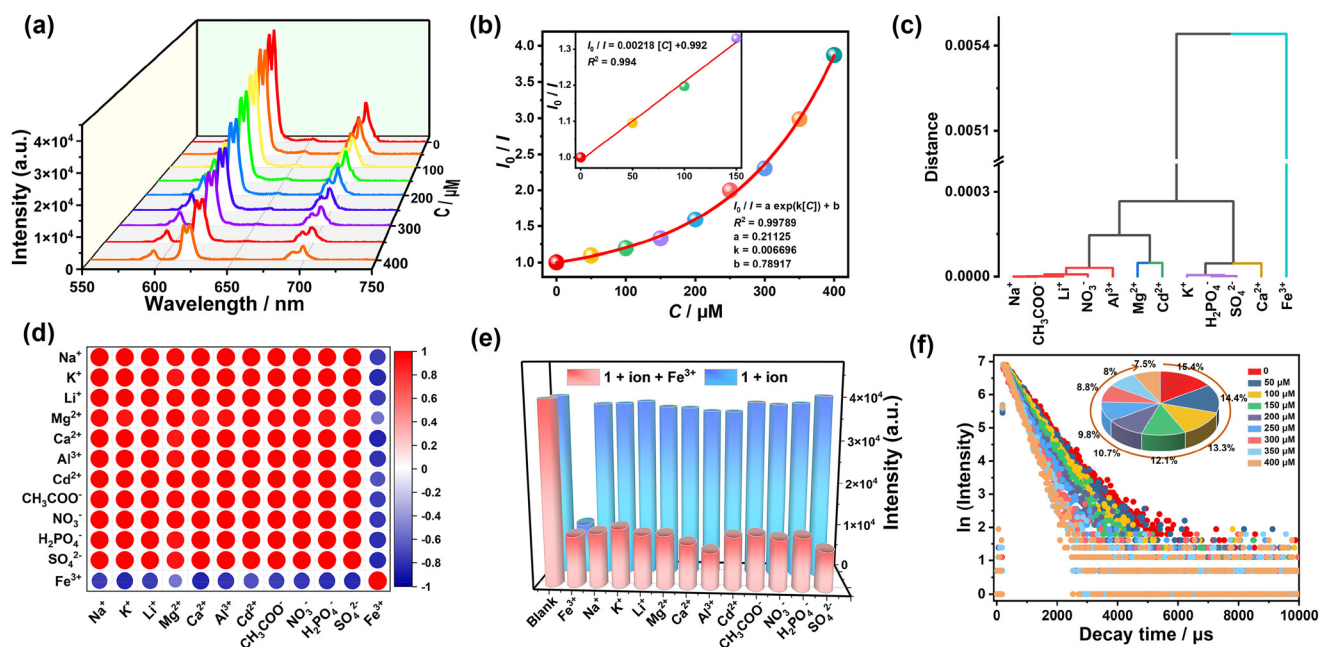 (a)
Intensity (a.u.)
4×10⁴
3×10⁴
2×10⁴
1×10⁴
0
550
600
650
700
750
Wavelength / nm
0
100
200
300
400
C / μM
(b)
I₀ / I
4.0
3.5
3.0
2.5
2.0
1.5
1.0
0
100
200
300
400
C / μM
I₀ / I = 0.00218 [C] +0.992
R² = 0.994
I₀ / I
1.3
1.2
1.1
1.0
0
50
100
150
I₀ / I = a exp(k[C]) + b
R² = 0.99789
a = 0.21125
k = 0.006696
b = 0.78917
(c)
Distance
0.0054
0.0051
0.0003
0.0000
Na⁺
CH₃COO⁻
Li⁺
NO₃⁻
Al³⁺
Mg²⁺
Cd²⁺
K⁺
H₂PO₄⁻
SO₄²⁻
Ca²⁺
Fe³⁺
(d)
Na⁺
K⁺
Li⁺
Mg²⁺
Ca²⁺
Al³⁺
Cd²⁺
CH₃COO⁻
NO₃⁻
H₂PO₄⁻
SO₄²⁻
Fe³⁺
Na⁺
K⁺
Li⁺
Mg²⁺
Ca²⁺
Al³⁺
Cd²⁺
CH₃COO⁻
NO₃⁻
H₂PO₄⁻
SO₄²⁻
Fe³⁺
1
0.8
0.6
0.4
0.2
0
-0.2
-0.4
-0.6
-0.8
-1
(e)
1 + ion + Fe³⁺
1 + ion
4×10⁴
3×10⁴
2×10⁴
1×10⁴
0
Intensity (a.u.)
Blank
Fe³⁺
Na⁺
K⁺
Li⁺
Mg²⁺
Ca²⁺
Al³⁺
Cd²⁺
CH₃COO⁻
NO₃⁻
H₂PO₄⁻
SO₄²⁻
(f)
ln (Intensity)
7
6
5
4
3
2
1
0
0
2000
4000
6000
8000
10000
Decay time / μs
15.4%
14.4%
13.3%
12.1%
10.7%
9.8%
8.8%
8%
7.5%
0
50 μM
100 μM
150 μM
200 μM
250 μM
300 μM
350 μM
400 μM